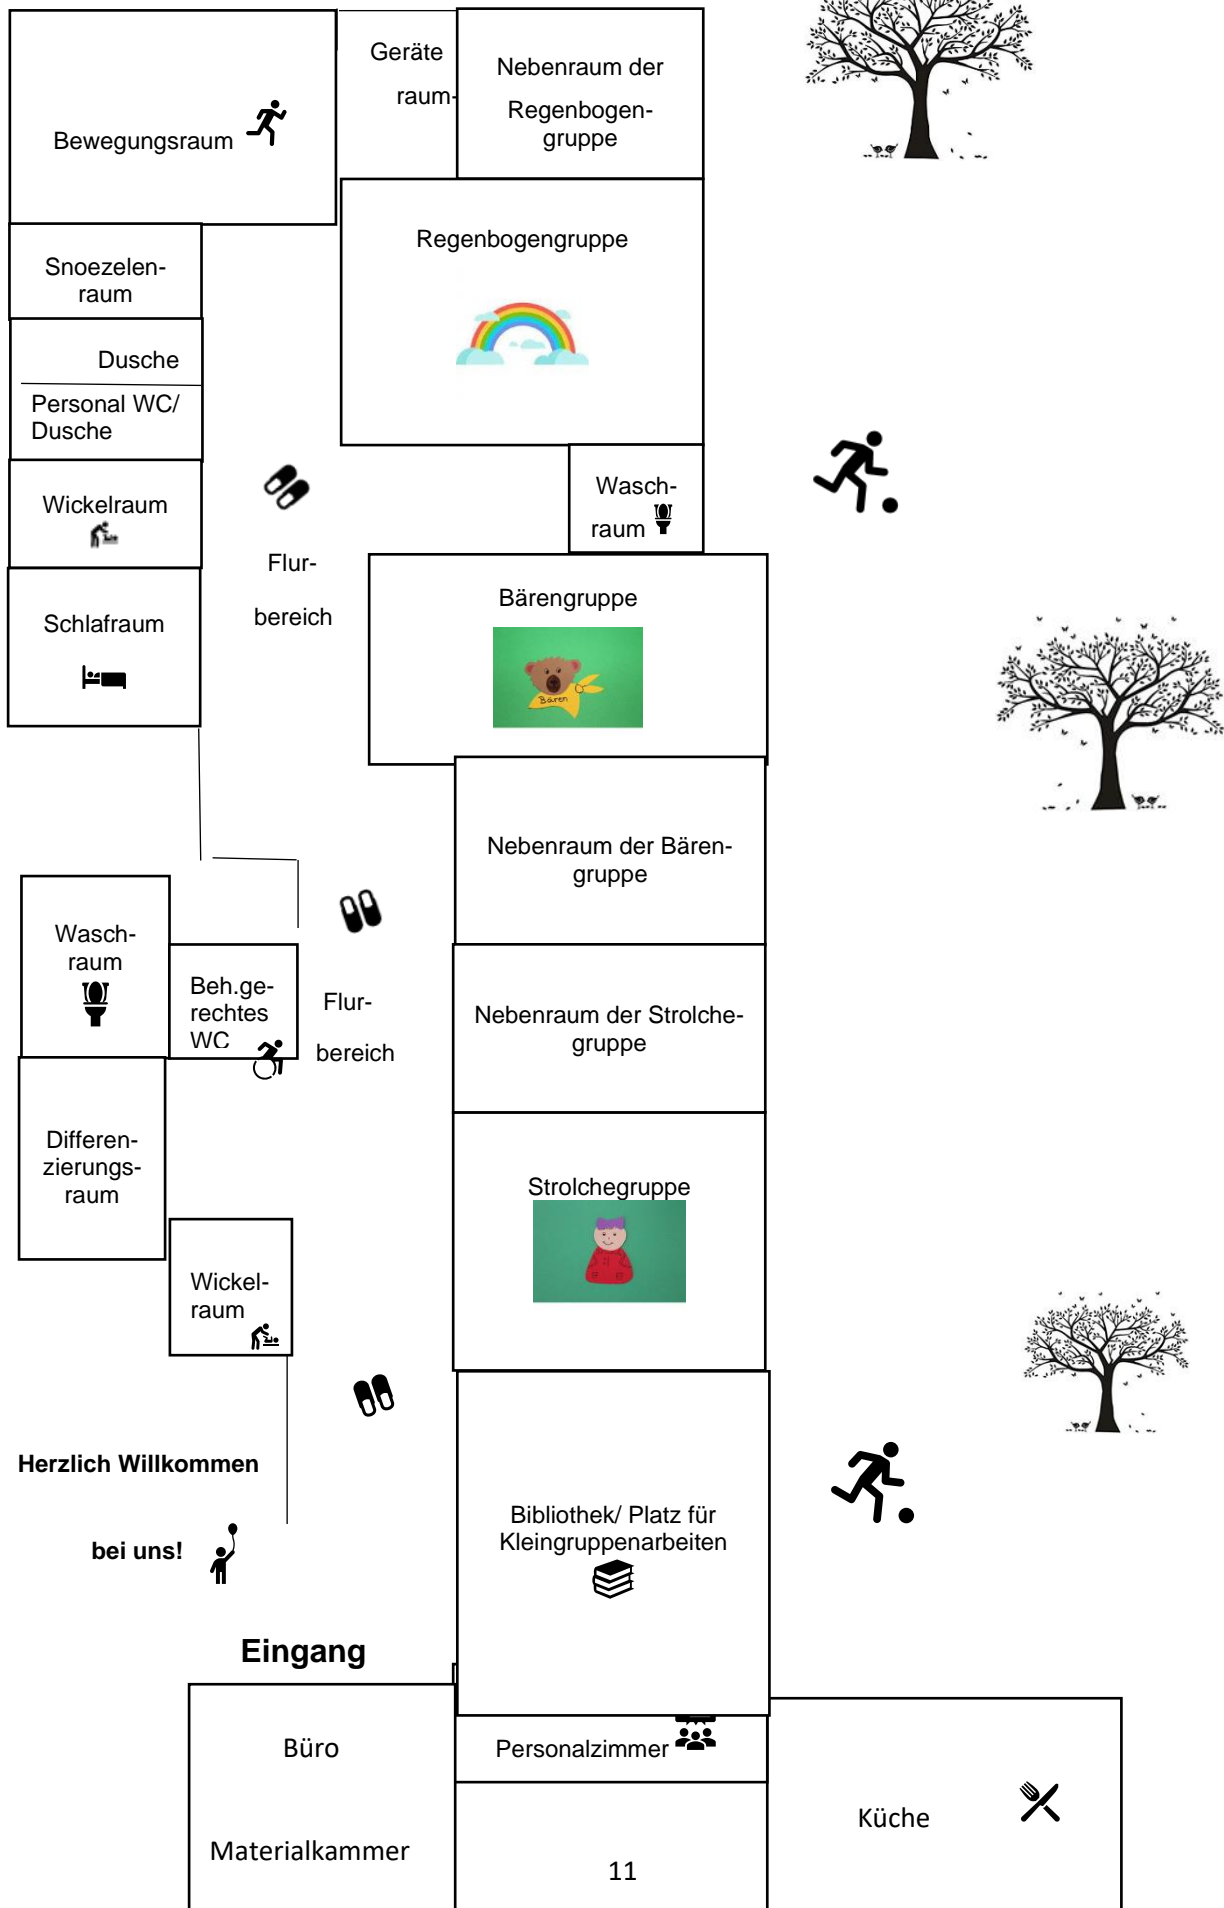 Geräte
raum-
Nebenraum der
Regenbogen-
gruppe
Bewegungsraum
Regenbogengruppe
Snoezelen-
raum
Dusche
Personal WC/
Dusche
Wickelraum
Wasch-
raum
Flur-
bereich
Bärengruppe
Bären
Schlafraum
Nebenraum der Bären-
gruppe
Wasch-
raum
Beh.ge-
rechtes
WC
Flur-
bereich
Nebenraum der Strolche-
gruppe
Differen-
zierungs-
raum
Strolchegruppe
Wickel-
raum
Herzlich Willkommen
bei uns!
Bibliothek/ Platz für
Kleingruppenarbeiten
Eingang
Büro
Personalzimmer
Küche
Materialkammer
11